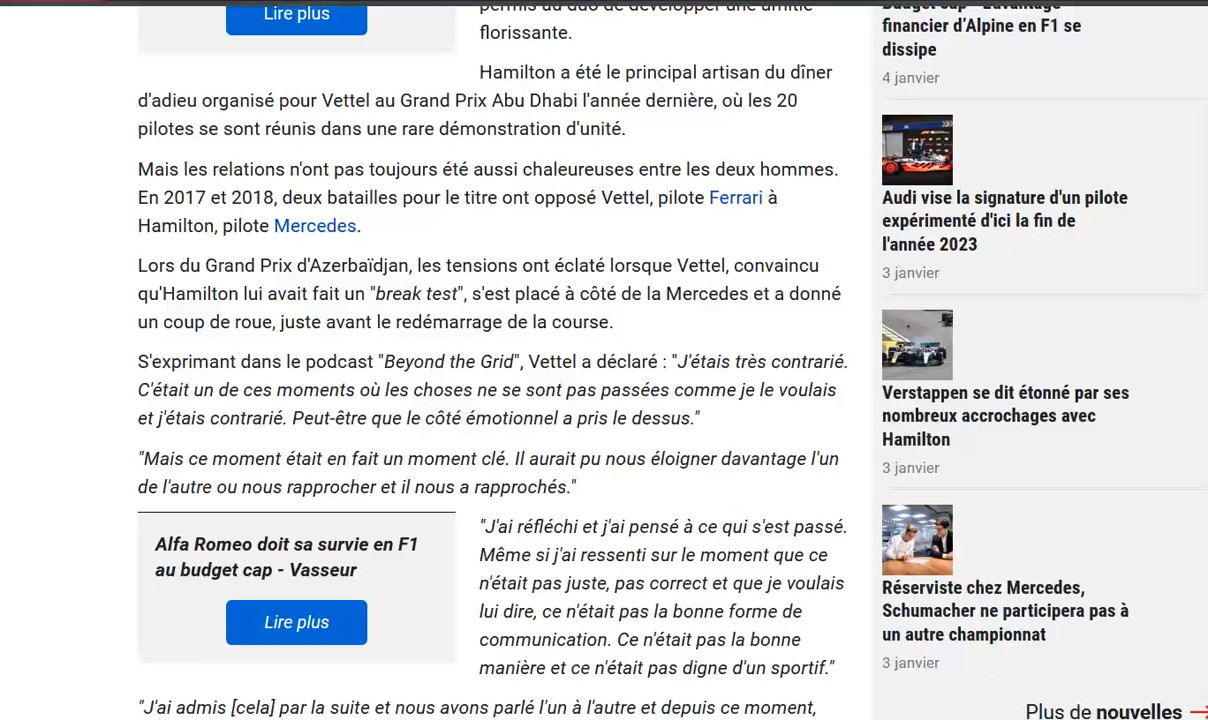 Lire plus
permis au duo de développer une amitié
florissante.
Hamilton a été le principal artisan du dîner
d'adieu organisé pour Vettel au Grand Prix Abu Dhabi l'année dernière, où les 20
pilotes se sont réunis dans une rare démonstration d'unité.
Mais les relations n'ont pas toujours été aussi chaleureuses entre les deux hommes.
En 2017 et 2018, deux batailles pour le titre ont opposé Vettel, pilote Ferrari à
Hamilton, pilote Mercedes.
Lors du Grand Prix d'Azerbaïdjan, les tensions ont éclaté lorsque Vettel, convaincu
qu'Hamilton lui avait fait un "break test", s'est placé à côté de la Mercedes et a donné
un coup de roue, juste avant le redémarrage de la course.
S'exprimant dans le podcast "Beyond the Grid", Vettel a déclaré : "J'étais très contrarié.
C'était un de ces moments où les choses ne se sont pas passées comme je le voulais
et j'étais contrarié. Peut-être que le côté émotionnel a pris le dessus."
"Mais ce moment était en fait un moment clé. Il aurait pu nous éloigner davantage l'un
de l'autre ou nous rapprocher et il nous a rapprochés."
Alfa Romeo doit sa survie en F1
au budget cap - Vasseur
Lire plus
"J'ai réfléchi et j'ai pensé à ce qui s'est passé.
Même si j'ai ressenti sur le moment que ce
n'était pas juste, pas correct et que je voulais
lui dire, ce n'était pas la bonne forme de
communication. Ce n'était pas la bonne
manière et ce n'était pas digne d'un sportif."
"J'ai admis [cela] par la suite et nous avons parlé l'un à l'autre et depuis ce moment,
Budget cap - L'avantage
financier d’Alpine en F1 se
dissipe
4 janvier
Audi vise la signature d'un pilote
expérimenté d'ici la fin de
l'année 2023
3 janvier
Verstappen se dit étonné par ses
nombreux accrochages avec
Hamilton
3 janvier
Réserviste chez Mercedes,
Schumacher ne participera pas à
un autre championnat
3 janvier
Plus de nouvelles